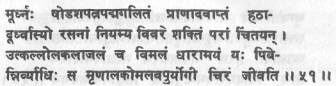 मूर्ध्नः षोडशपत्रपद्मगलितं प्राणादवाप्तं हठा-
दूर्ध्वास्यो रसनां नियम्य विवरे शक्तिं परां चिंतयन् ।
उत्कल्लोलकलाजलं च विमलं धारामयं यः पिबे-
न्निर्व्याधिः स मृणालकोमलवपुर्योगी चिरं जीवति ॥ ५१ ॥